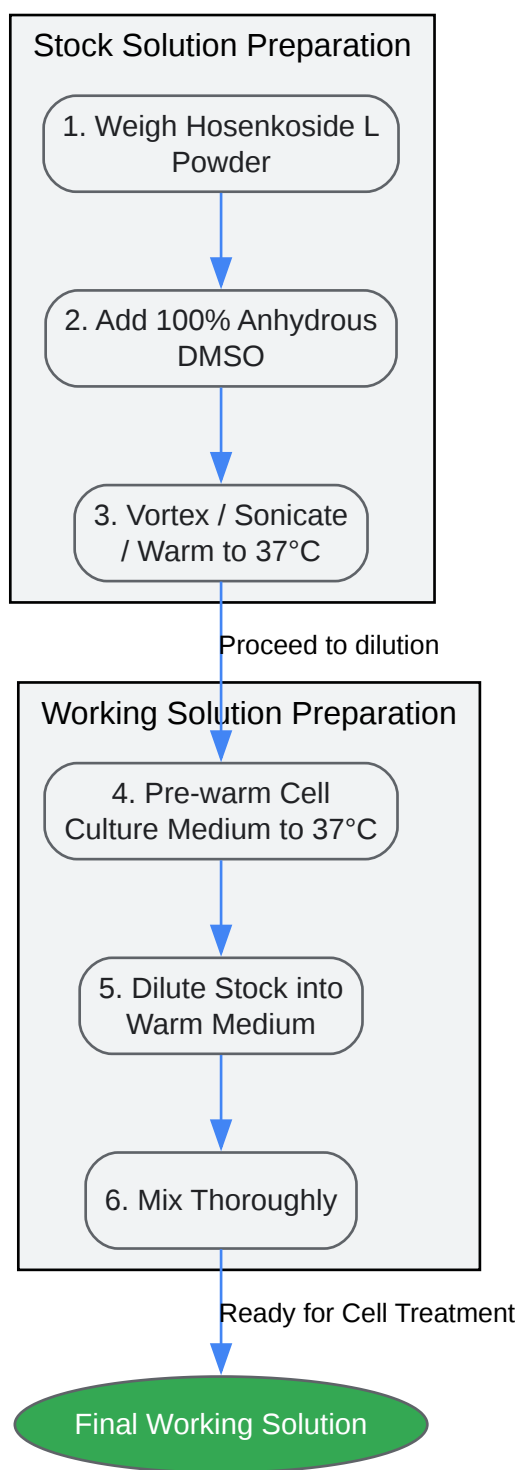 Stock Solution Preparation
1. Weigh Hosenkoside L
Powder
2. Add 100% Anhydrous
DMSO
3. Vortex / Sonicate
/ Warm to 37°C
Proceed to dilution
Working Solution Preparation
4. Pre-warm Cell
Culture Medium to 37°C
5. Dilute Stock into
Warm Medium
6. Mix Thoroughly
Ready for Cell Treatment
Final Working Solution